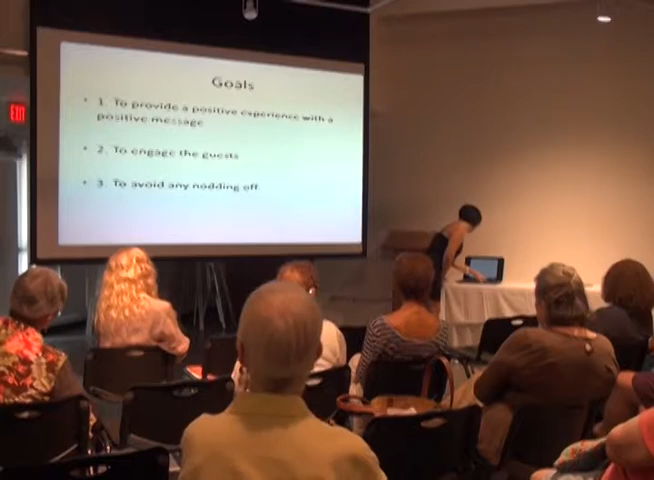 Goals
• 1. To provide a positive experience with a
positive message
• 2. To engage the guests
• 3. To avoid any nodding off
EXIT